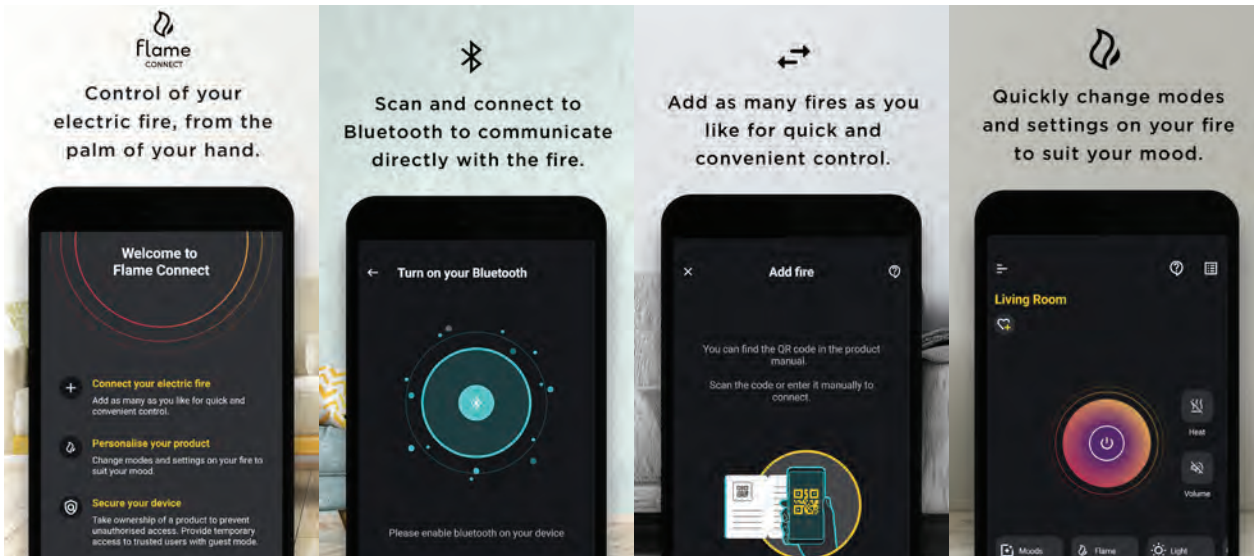 Flame
CONNECT
Control of your
electric fire, from the
palm of your hand.
Welcome to
Flame Connect
Connect your electric fire
Add as many as you like for quick and
convenient control.
Personalise your product
Change modes and settings on your fire to
suit your mood.
Secure your device
Take ownership of a product to prevent
unauthorised access. Provide temporary
access to trusted users with guest mode.
Scan and connect to
Bluetooth to communicate
directly with the fire.
Turn on your Bluetooth
Please enable bluetooth on your device
Add as many fires as you
like for quick and
convenient control.
Add fire
You can find the QR code in the product
manual.
Scan the code or enter it manually to
connect.
Quickly change modes
and settings on your fire
to suit your mood.
Living Room
Heat
Volume
Moods
Flame
Light